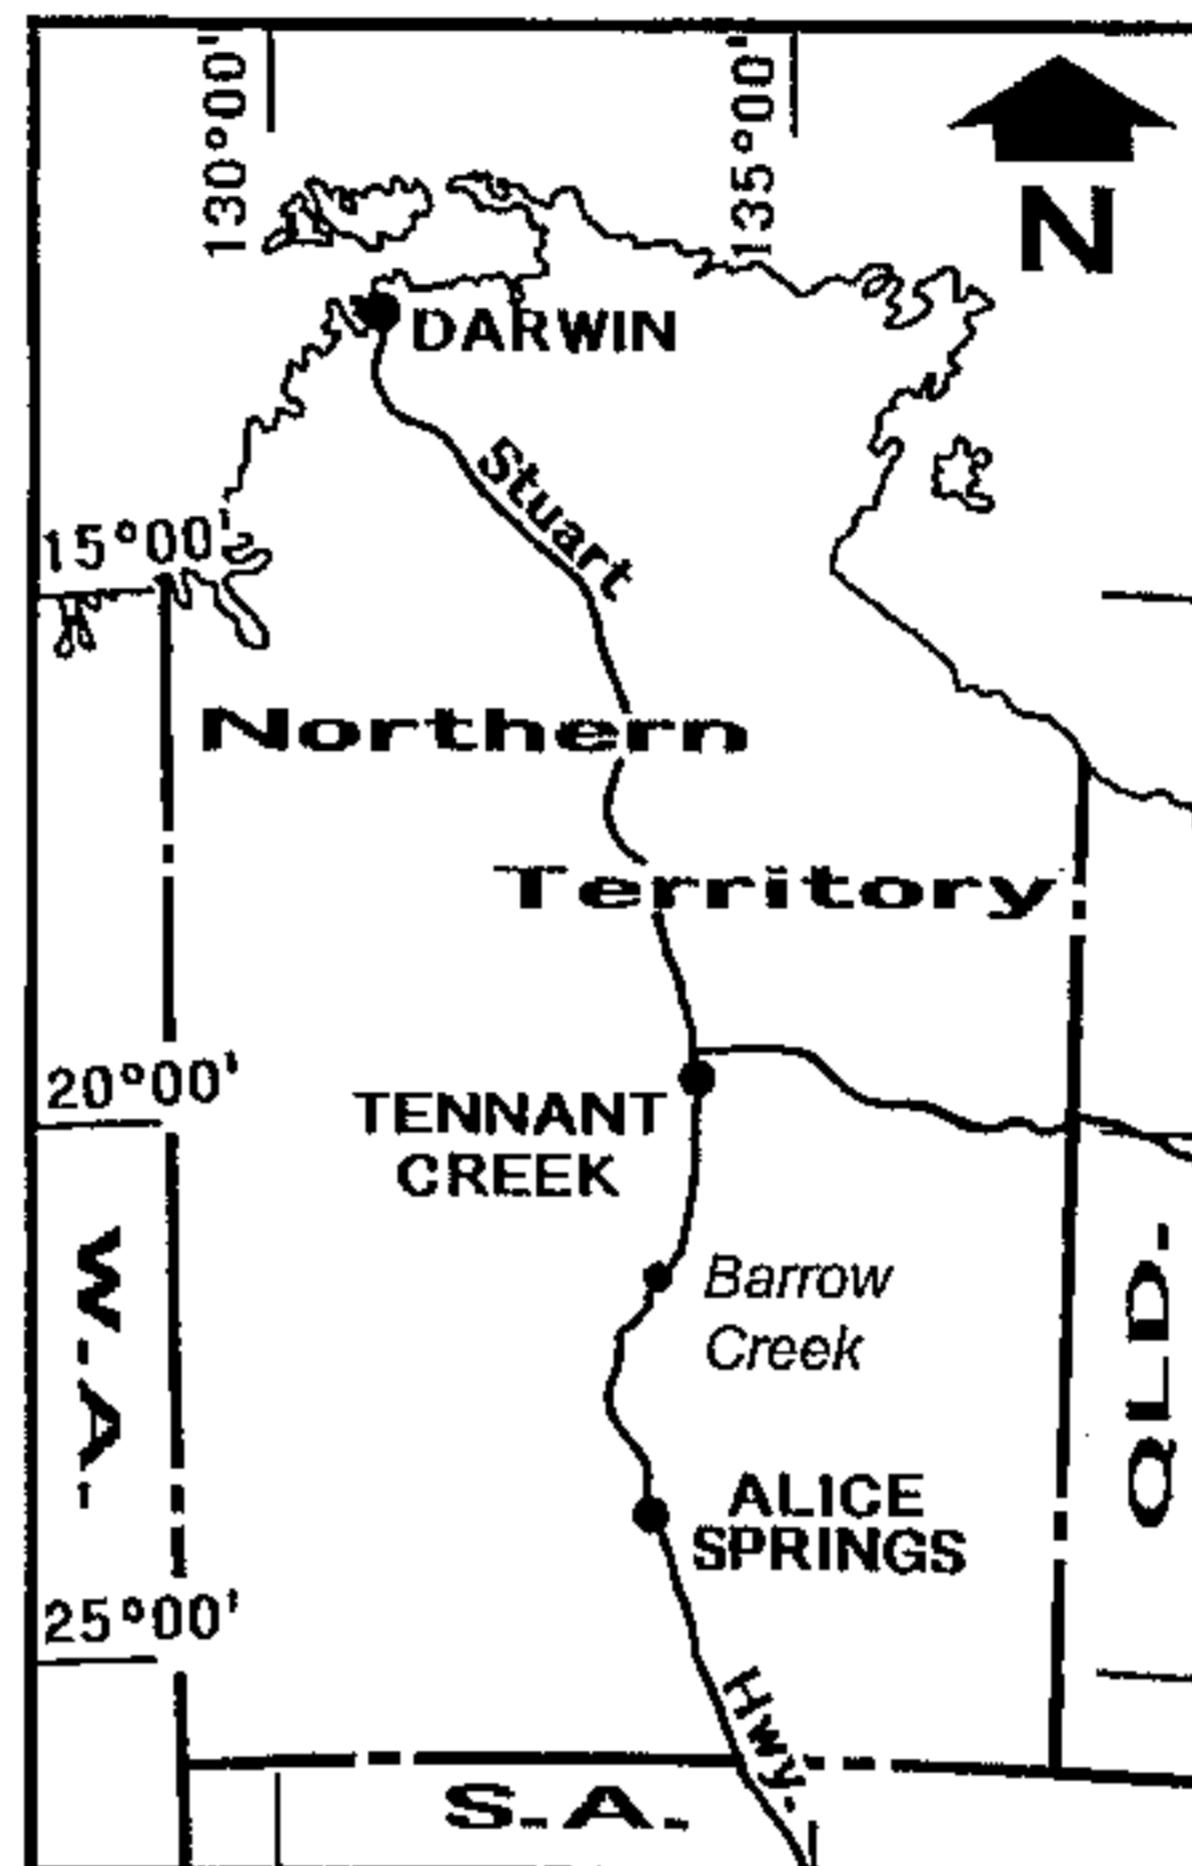 130°00'
135°00'
N
DARWIN
Stuart
15°00'
Northern
Territory
20°00'
TENNANT
CREEK
W.A.
Barrow
Creek
QLD.
ALICE
SPRINGS
25°00'
Hwy.
S.A.